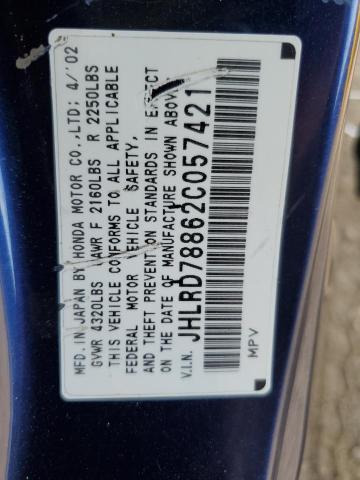 MFD.IN JAPAN BY HONDA MOTOR CO.,LTD; 4/'02
GVWR 4320LBS GAWR F 2160LBS R 2250LBS
THIS VEHICLE CONFORMS TO ALL APPLICABLE
FEDERAL MOTOR VEHICLE SAFETY,
AND THEFT PREVENTION STANDARDS IN EFFECT
ON THE DATE OF MANUFACTURE SHOWN ABOVE.
V.I.N. JHLRD78862C057421
MPV